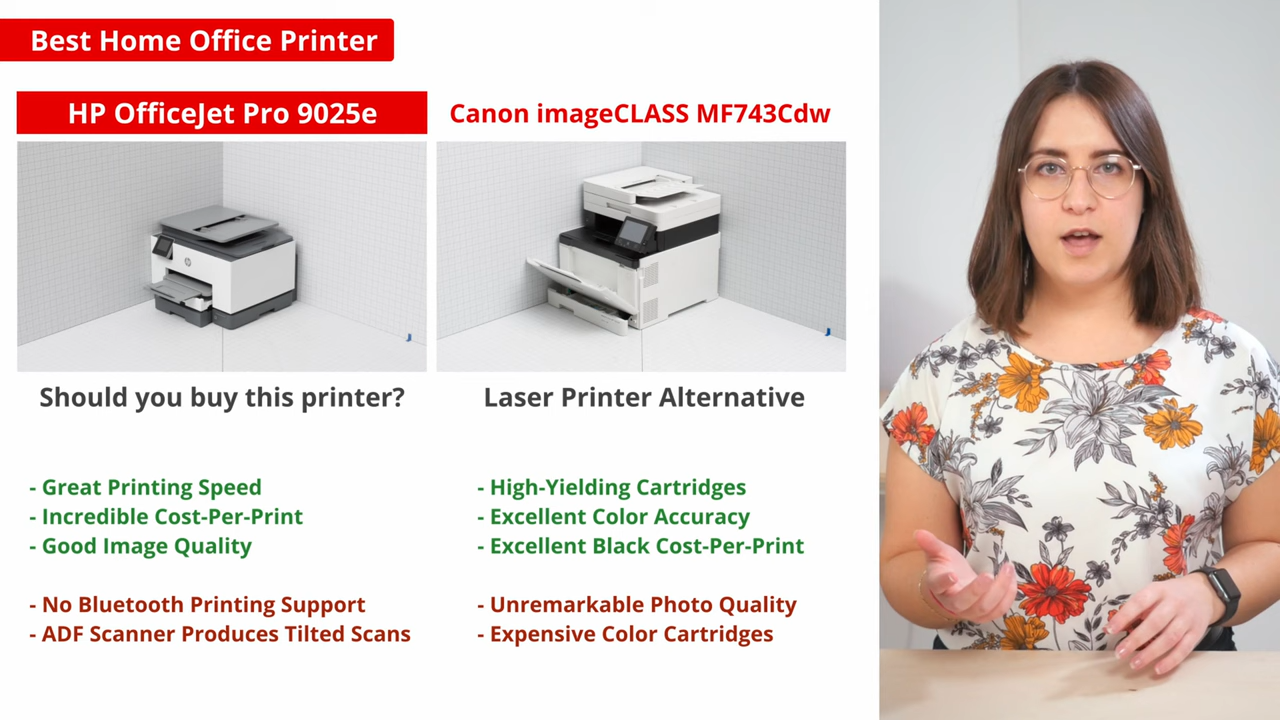 Best Home Office Printer
HP OfficeJet Pro 9025e
Canon imageCLASS MF743Cdw
hp
Should you buy this printer?
Laser Printer Alternative
- Great Printing Speed
- Incredible Cost-Per-Print
- Good Image Quality
- No Bluetooth Printing Support
- ADF Scanner Produces Tilted Scans
- High-Yielding Cartridges
- Excellent Color Accuracy
- Excellent Black Cost-Per-Print
- Unremarkable Photo Quality
- Expensive Color Cartridges